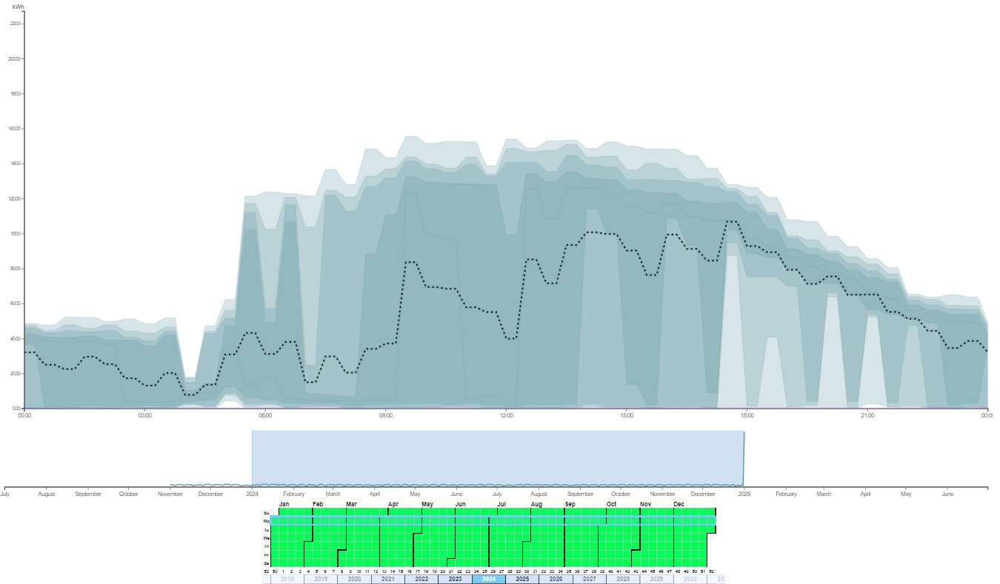 kWh
220.0
200.00
180.0
160.00
140.0
120.00
100.0
80.00
60.00
40.00
20.00
0.00
00:00 03:00 06:00 09:00 12:00 15:00 18:00 21:00 00:0
July August September October November December 2024 February March April May June July August September October November December 2025 February March April May June
Jan Feb Mar Apr May Jun Jul Aug Sep Oct Nov Dec
Su
Mo
Tu
We
Th
Fr
Sa
52 53 1 2 3 4 5 6 7 8 9 10 11 12 13 14 15 16 17 18 19 20 21 22 23 24 25 26 27 28 29 30 31 32 33 34 35 36 37 38 39 40 41 42 43 44 45 46 47 48 49 50 51 52
2018 2019 2020 2021 2022 2023 2024 2025 2026 2027 2028 2029 2030 20